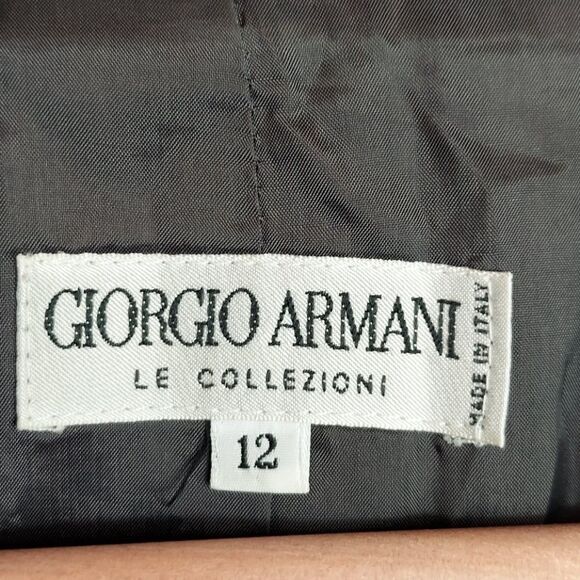 GIORGIO ARMANI
LE COLLEZIONI
MADE IN ITALY
12